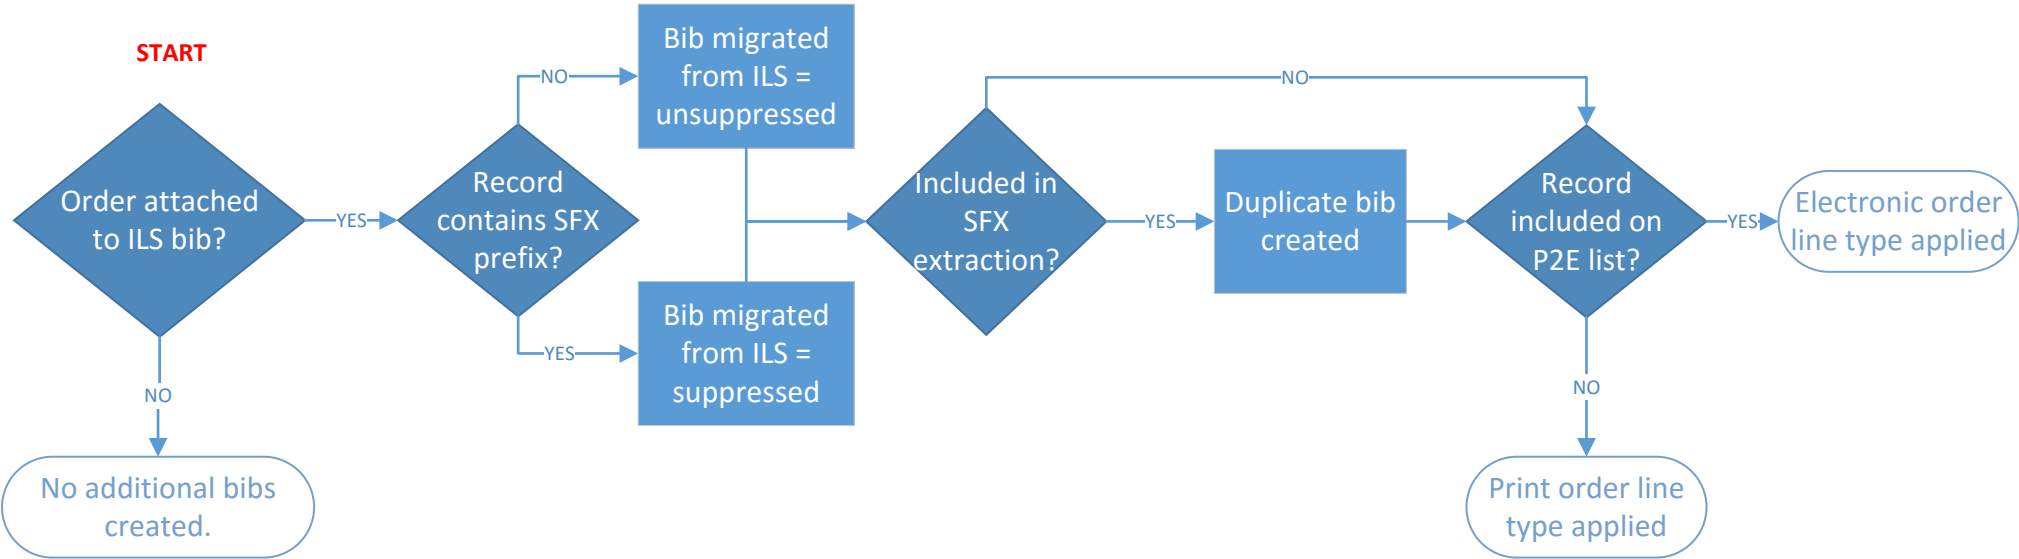 START
Order attached
to ILS bib?
YES
NO
No additional bibs
created.
Record
contains SFX
prefix?
NO
YES
Bib migrated
from ILS =
unsuppressed
Bib migrated
from ILS =
suppressed
Included in
SFX
extraction?
NO
YES
Duplicate bib
created
Record
included on
P2E list?
YES
NO
Electronic order
line type applied
Print order line
type applied